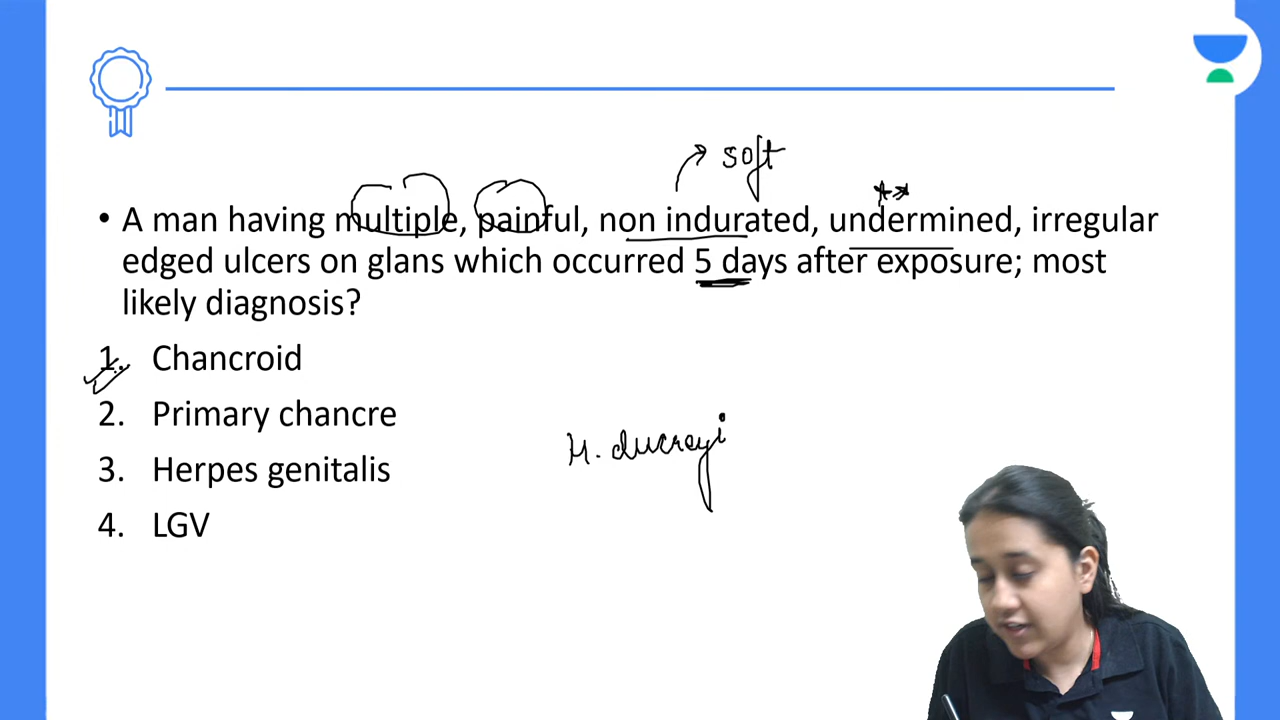 soft
• A man having multiple, painful, non indurated, undermined, irregular
edged ulcers on glans which occurred 5 days after exposure; most
likely diagnosis?
1. Chancroid
2. Primary chancre
3. Herpes genitalis
4. LGV
H. ducreyi